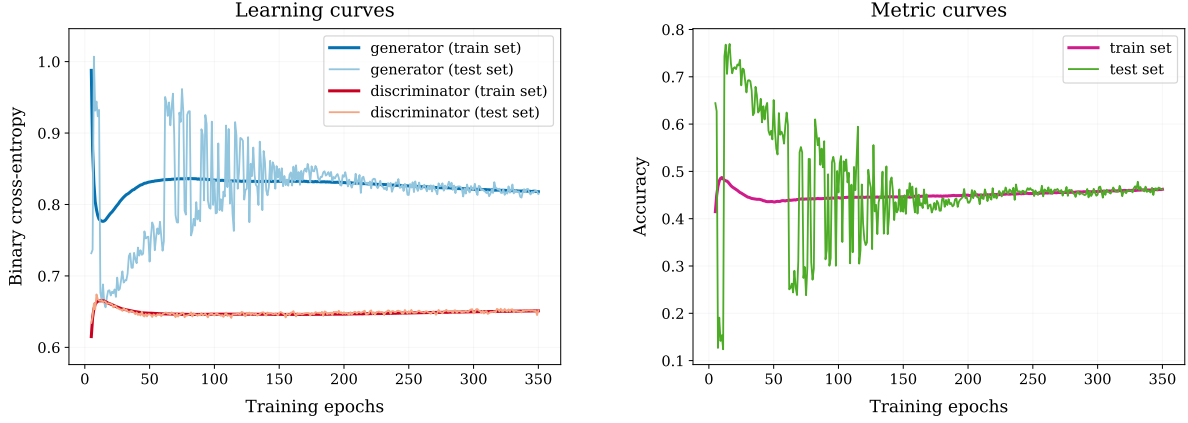 Learning curves
Binary cross-entropy
1.0
0.9
0.8
0.7
0.6
generator (train set)
generator (test set)
discriminator (train set)
discriminator (test set)
0 50 100 150 200 250 300 350
Training epochs
Metric curves
Accuracy
0.8
0.7
0.6
0.5
0.4
0.3
0.2
0.1
train set
test set
0 50 100 150 200 250 300 350
Training epochs